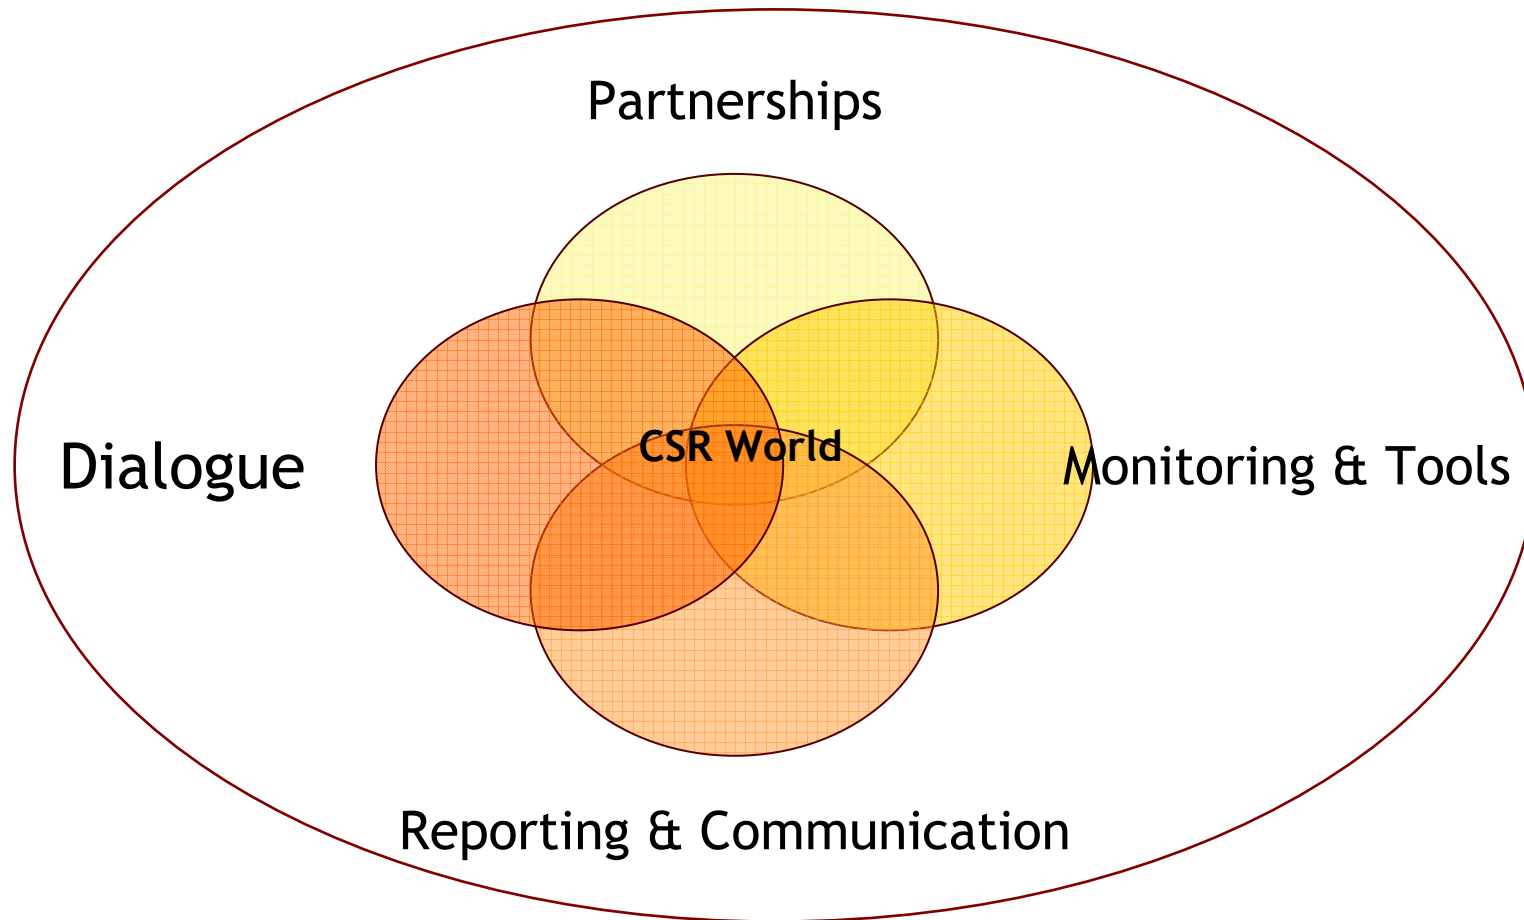 Partnerships
CSR World
Dialogue
Monitoring & Tools
Reporting & Communication